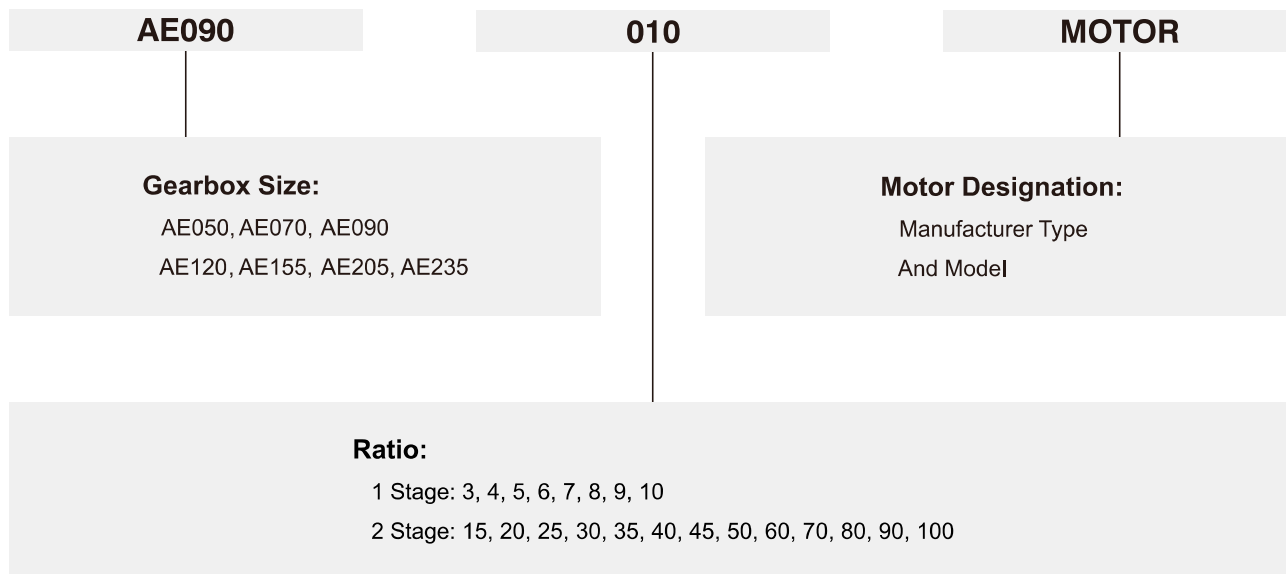 AE090
010
MOTOR
Gearbox Size:
AE050, AE070, AE090
AE120, AE155, AE205, AE235
Motor Designation:
Manufacturer Type
And Model
Ratio:
1 Stage: 3, 4, 5, 6, 7, 8, 9, 10
2 Stage: 15, 20, 25, 30, 35, 40, 45, 50, 60, 70, 80, 90, 100